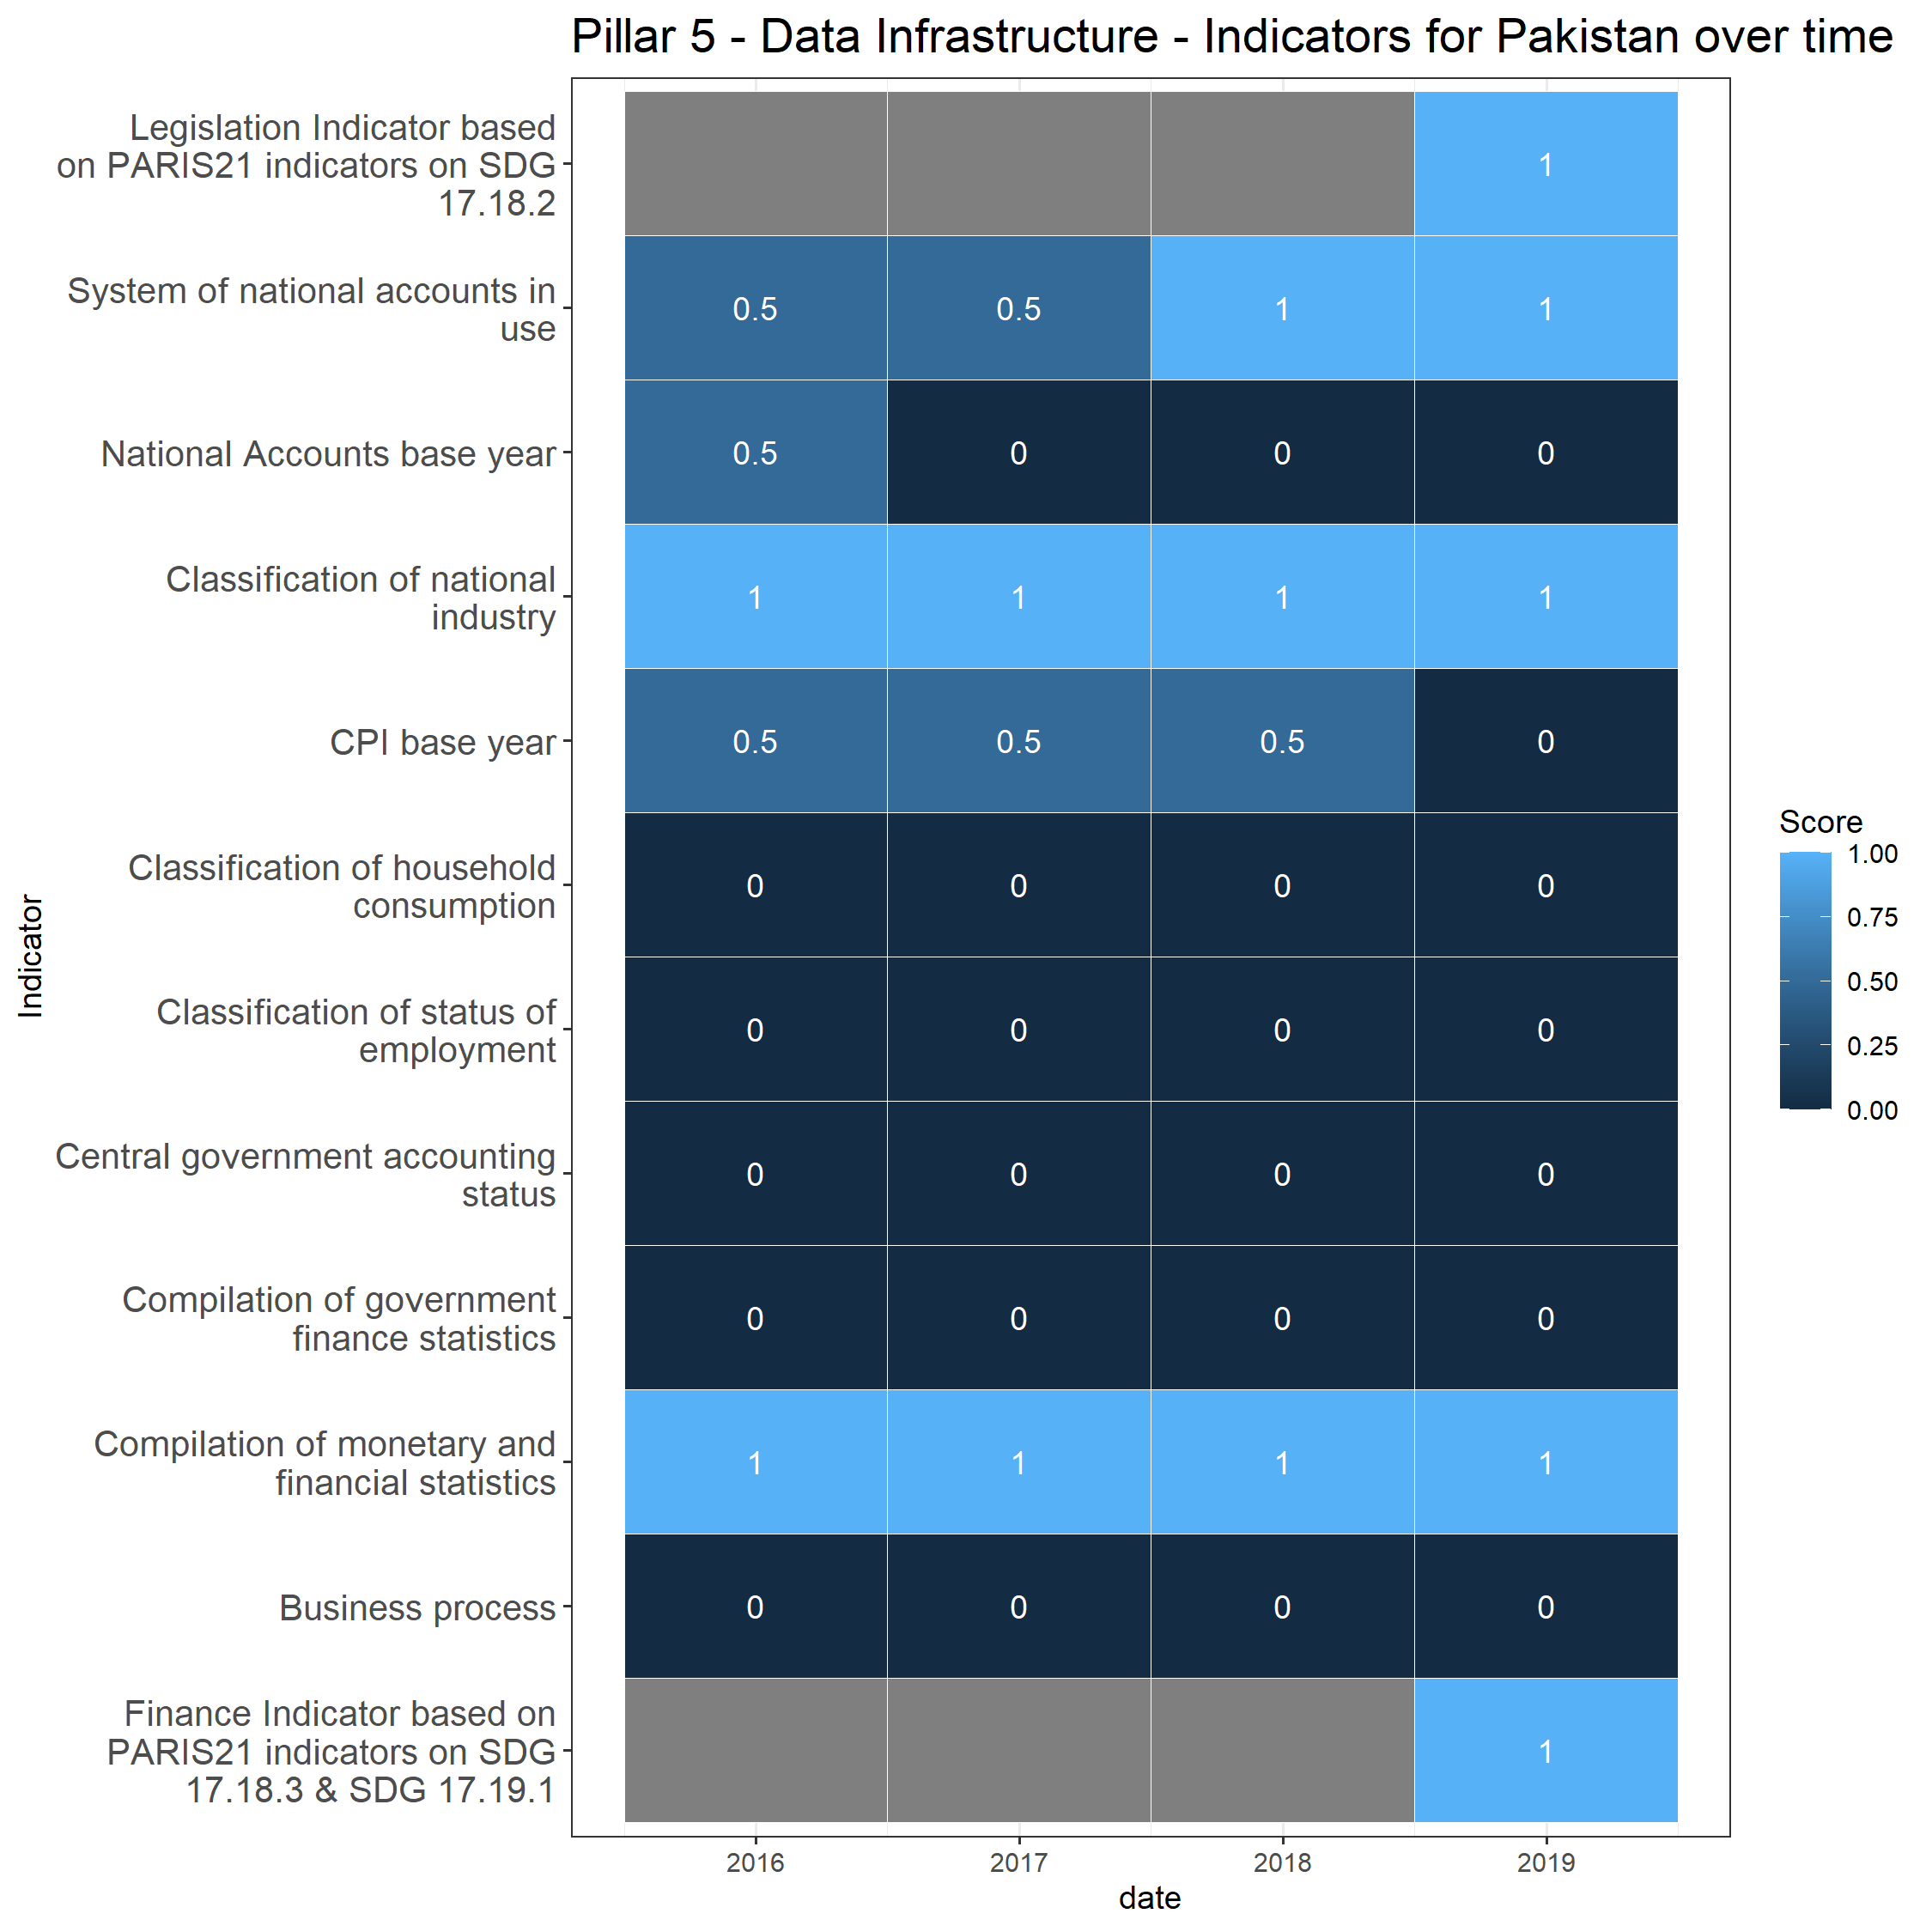 Pillar 5 - Data Infrastructure - Indicators for Pakistan over time
Legislation Indicator based
on PARIS21 indicators on SDG
17.18.2
1
System of national accounts in
use
0.5 0.5 1 1
National Accounts base year
0.5 0 0 0
Classification of national
industry
1 1 1 1
CPI base year
0.5 0.5 0.5 0
Classification of household
consumption
0 0 0 0
Classification of status of
employment
0 0 0 0
Central government accounting
status
0 0 0 0
Compilation of government
finance statistics
0 0 0 0
Compilation of monetary and
financial statistics
1 1 1 1
Business process
0 0 0 0
Finance Indicator based on
PARIS21 indicators on SDG
17.18.3 & SDG 17.19.1
1
2016 2017 2018 2019
date
Indicator
Score
1.00
0.75
0.50
0.25
0.00